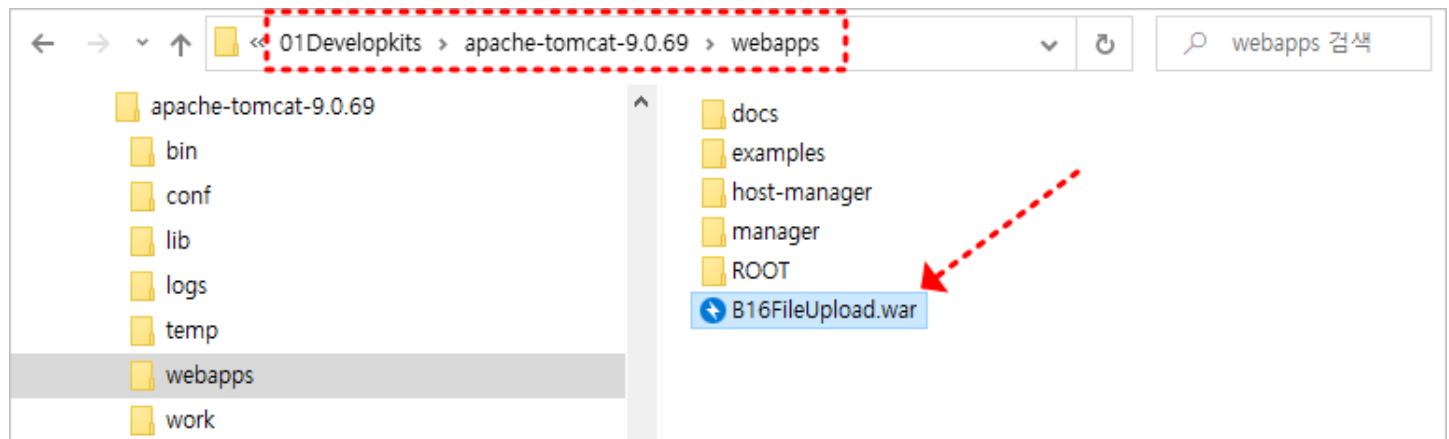 « 01Developkits › apache-tomcat-9.0.69 › webapps
webapps 검색
apache-tomcat-9.0.69
bin
conf
lib
logs
temp
webapps
work
docs
examples
host-manager
manager
ROOT
B16FileUpload.war